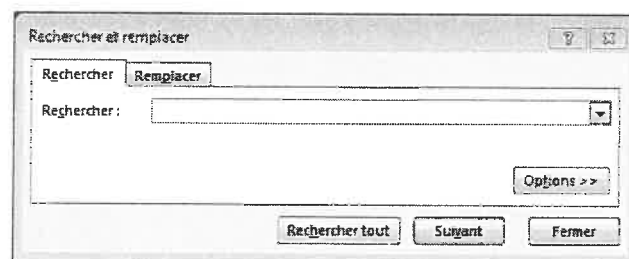 Rechercher et remplacer
Rechercher Remplacer
Rechercher :
Options >>
Rechercher tout Suivant Fermer